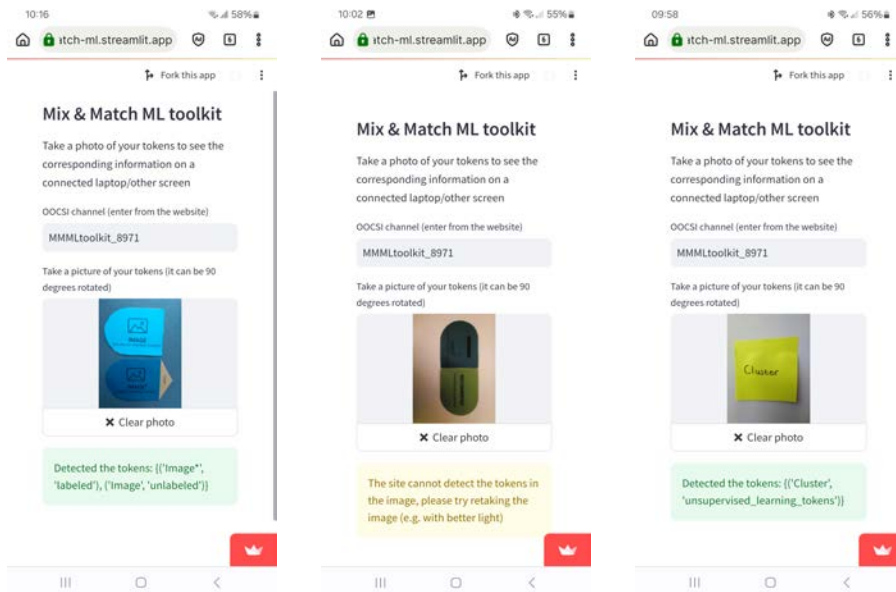 10:16
58%
atch-ml.streamlit.app
6
Fork this app
Mix & Match ML toolkit
Take a photo of your tokens to see the
corresponding information on a
connected laptop/other screen
OOCSI channel (enter from the website)
MMMLtoolkit_8971
Take a picture of your tokens (it can be 90
degrees rotated)
IMAGE
IMAGE*
Clear photo
Detected the tokens: {('Image*',
'labeled'), ('Image', 'unlabeled')}
10:02
55%
atch-ml.streamlit.app
6
Fork this app
Mix & Match ML toolkit
Take a photo of your tokens to see the
corresponding information on a
connected laptop/other screen
OOCSI channel (enter from the website)
MMMLtoolkit_8971
Take a picture of your tokens (it can be 90
degrees rotated)
Clear photo
The site cannot detect the tokens in
the image, please try retaking the
image (e.g. with better light)
09:58
56%
atch-ml.streamlit.app
6
Fork this app
Mix & Match ML toolkit
Take a photo of your tokens to see the
corresponding information on a
connected laptop/other screen
OOCSI channel (enter from the website)
MMMLtoolkit_8971
Take a picture of your tokens (it can be 90
degrees rotated)
Cluster
Clear photo
Detected the tokens: {('Cluster',
'unsupervised_learning_tokens')}